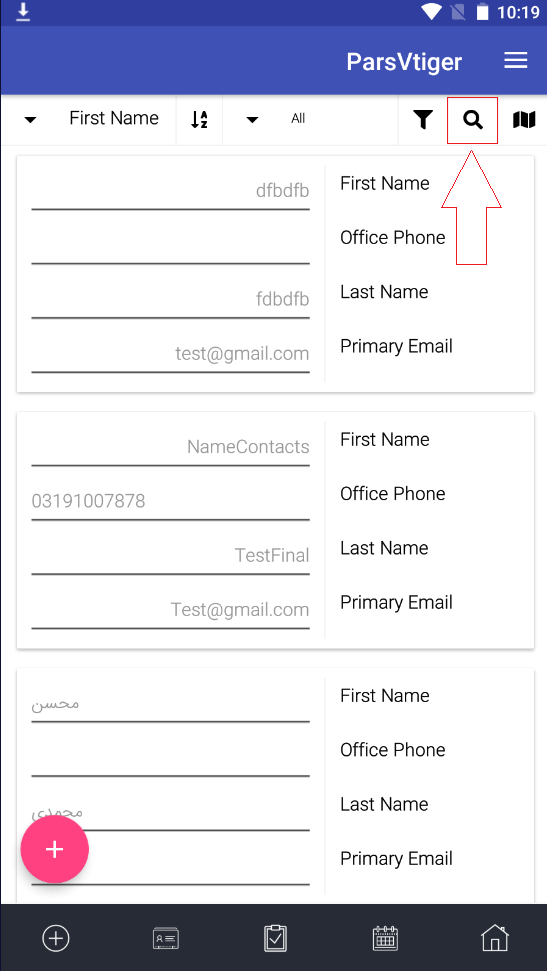 10:19
ParsVtiger
First Name
All
dfbdfb First Name
Office Phone
fdbdfb Last Name
test@gmail.com Primary Email
NameContacts First Name
03191007878 Office Phone
TestFinal Last Name
Test@gmail.com Primary Email
محسن First Name
Office Phone
محمدی Last Name
Primary Email